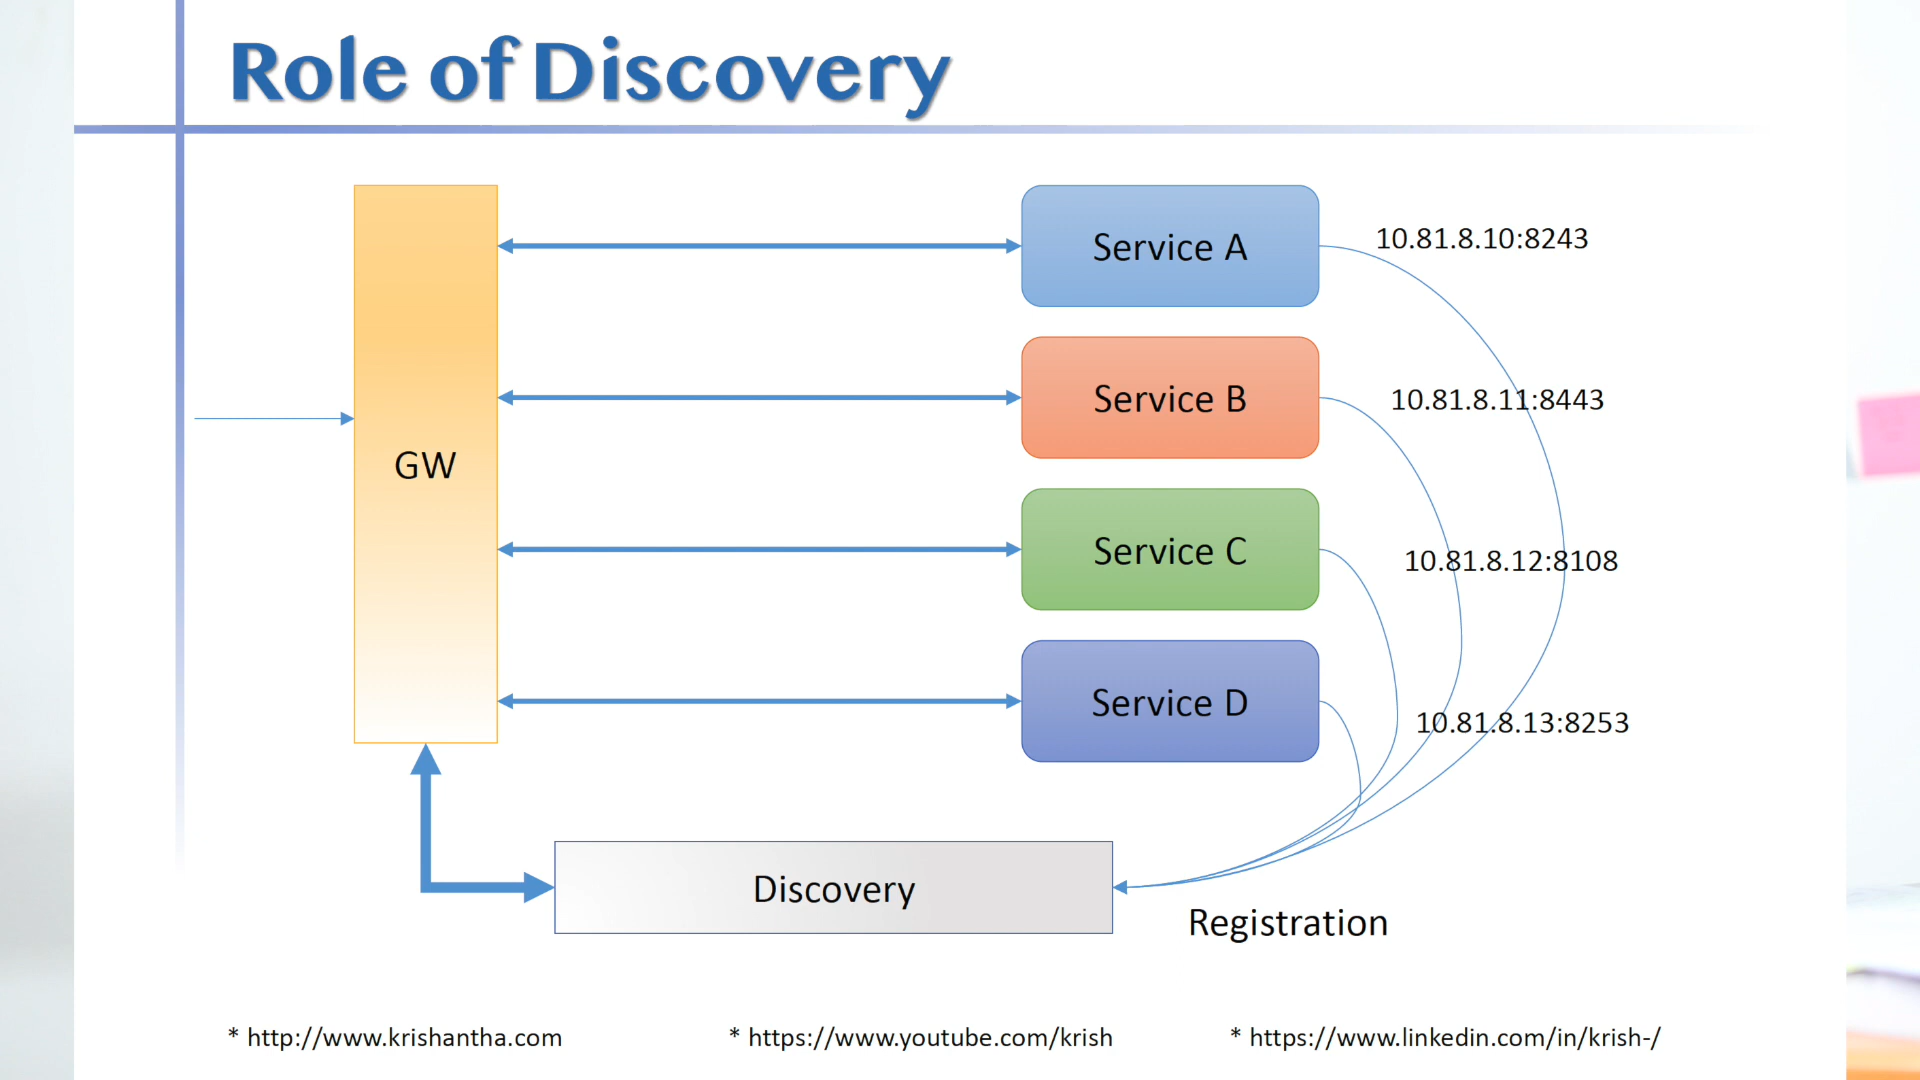 Role of Discovery
Service A
10.81.8.10:8243
Service B
10.81.8.11:8443
GW
Service C
10.81.8.12:8108
Service D
10.81.8.13:8253
Discovery
Registration
* http://www.krishantha.com
* https://www.youtube.com/krish
* https://www.linkedin.com/in/krish-/